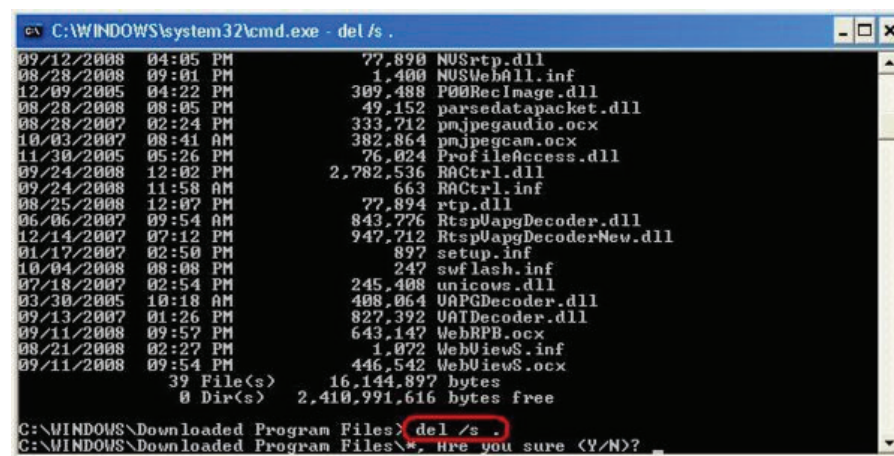 C:\WINDOWS\system32\cmd.exe - del /s .
09/12/2008 04:05 PM 77,890 NVSrtp.dll
08/28/2008 09:01 PM 1,400 NVSWebAll.inf
12/09/2005 04:22 PM 309,488 P00RecImage.dll
08/28/2008 08:05 PM 49,152 parsedatapacket.dll
08/28/2007 02:24 PM 333,712 pmjpegaudio.ocx
10/03/2007 08:41 AM 382,864 pmjpegcam.ocx
11/30/2005 05:26 PM 76,024 ProfileAccess.dll
09/24/2008 12:02 PM 2,782,536 RACtrl.dll
09/24/2008 11:58 AM 663 RACtrl.inf
08/25/2008 12:07 PM 77,894 rtp.dll
06/06/2007 09:54 AM 843,776 RtspVapgDecoder.dll
12/14/2007 07:12 PM 947,712 RtspVapgDecoderNew.dll
01/17/2007 02:50 PM 897 setup.inf
10/04/2008 08:08 PM 247 swflash.inf
07/18/2007 02:54 PM 245,408 unicows.dll
03/30/2005 10:18 AM 408,064 VAPGDecoder.dll
09/13/2007 01:26 PM 827,392 VATDecoder.dll
09/11/2008 09:57 PM 643,147 WebRPB.ocx
08/21/2008 02:27 PM 1,072 WebViewS.inf
09/11/2008 09:54 PM 446,542 WebViewS.ocx
39 File(s) 16,144,897 bytes
0 Dir(s) 2,410,991,616 bytes free
C:\WINDOWS\Downloaded Program Files>del /s .
C:\WINDOWS\Downloaded Program Files\*, Are you sure (Y/N)? _